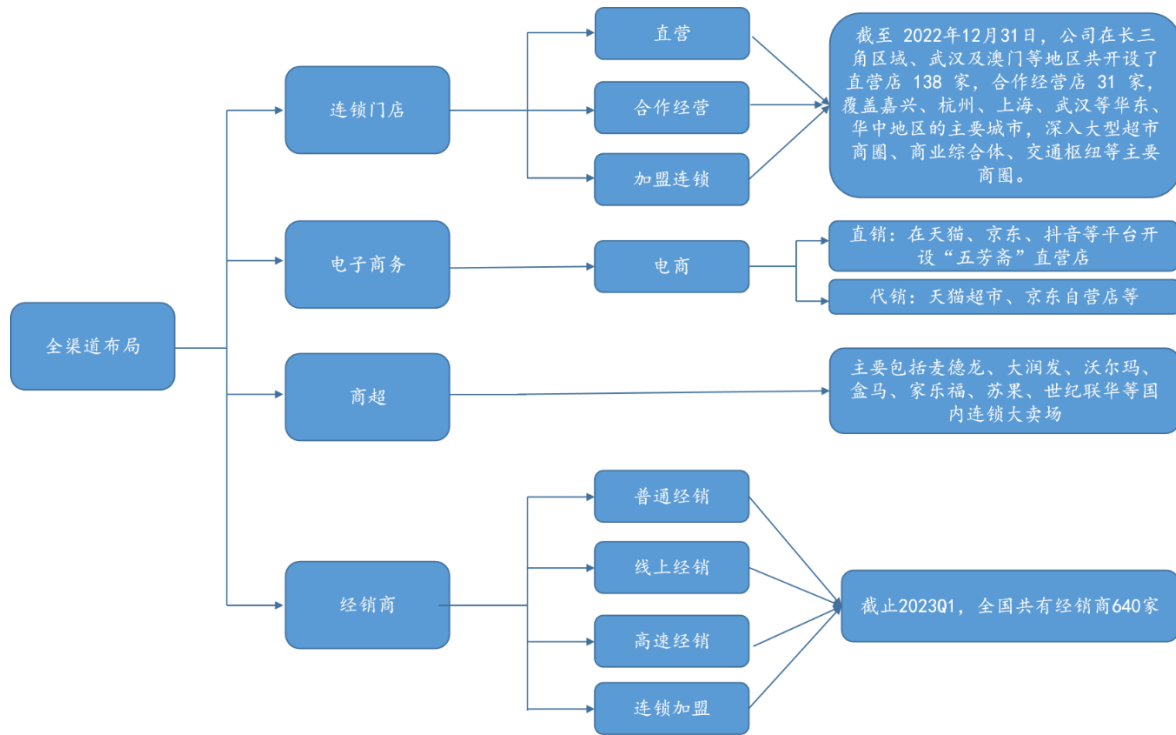 全渠道布局
连锁门店
直营
合作经营
加盟连锁
截至 2022年12月31日，公司在长三
角区域、武汉及澳门等地区共开设了
直营店 138 家，合作经营店 31 家，
覆盖嘉兴、杭州、上海、武汉等华东、
华中地区的主要城市，深入大型超市
商圈、商业综合体、交通枢纽等主要
商圈。
电子商务
电商
直销：在天猫、京东、抖音等平台开
设“五芳斋”直营店
代销：天猫超市、京东自营店等
商超
主要包括麦德龙、大润发、沃尔玛、
盒马、家乐福、苏果、世纪联华等国
内连锁大卖场
经销商
普通经销
线上经销
高速经销
连锁加盟
截止2023Q1，全国共有经销商640家